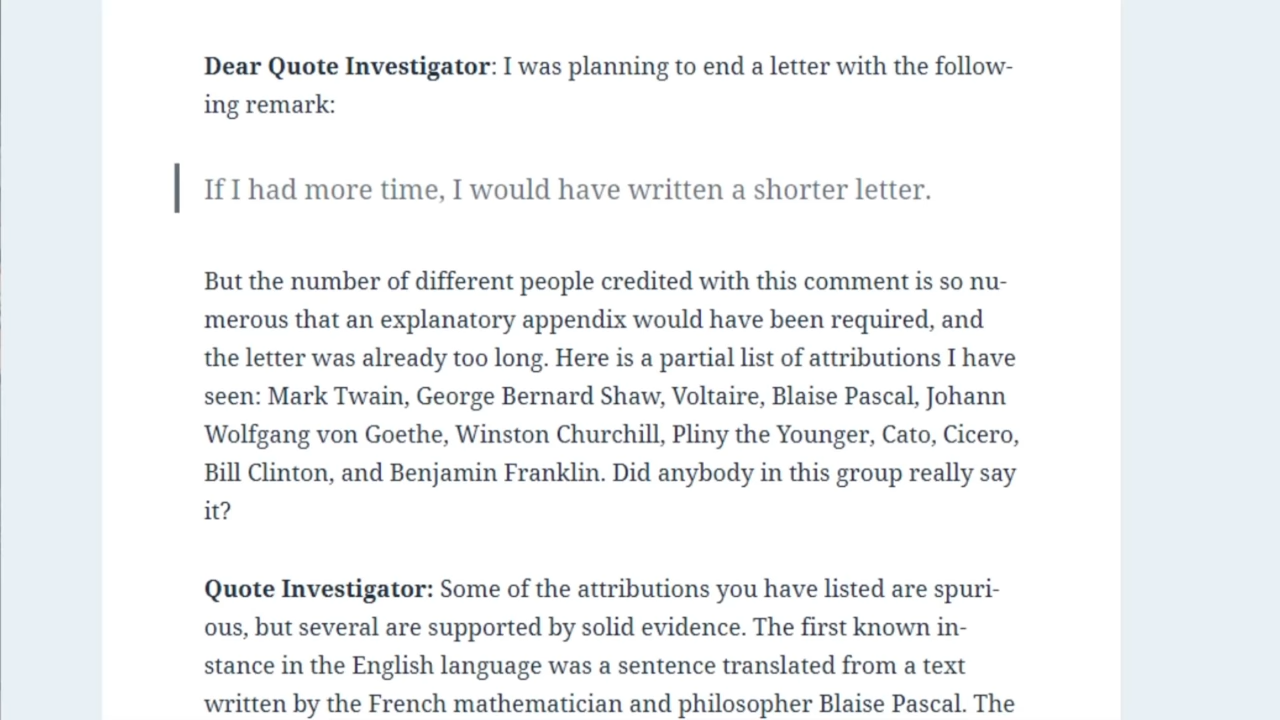 Dear Quote Investigator: I was planning to end a letter with the follow-
ing remark:
If I had more time, I would have written a shorter letter.
But the number of different people credited with this comment is so nu-
merous that an explanatory appendix would have been required, and
the letter was already too long. Here is a partial list of attributions I have
seen: Mark Twain, George Bernard Shaw, Voltaire, Blaise Pascal, Johann
Wolfgang von Goethe, Winston Churchill, Pliny the Younger, Cato, Cicero,
Bill Clinton, and Benjamin Franklin. Did anybody in this group really say
it?
Quote Investigator: Some of the attributions you have listed are spuri-
ous, but several are supported by solid evidence. The first known in-
stance in the English language was a sentence translated from a text
written by the French mathematician and philosopher Blaise Pascal. The